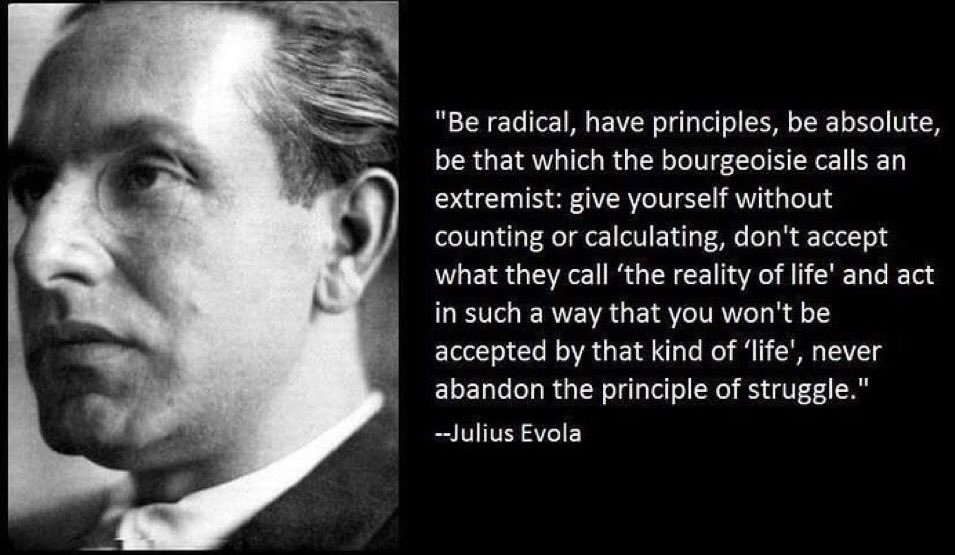 "Be radical, have principles, be absolute,
be that which the bourgeoisie calls an
extremist: give yourself without
counting or calculating, don't accept
what they call ‘the reality of life' and act
in such a way that you won't be
accepted by that kind of ‘life', never
abandon the principle of struggle."
--Julius Evola